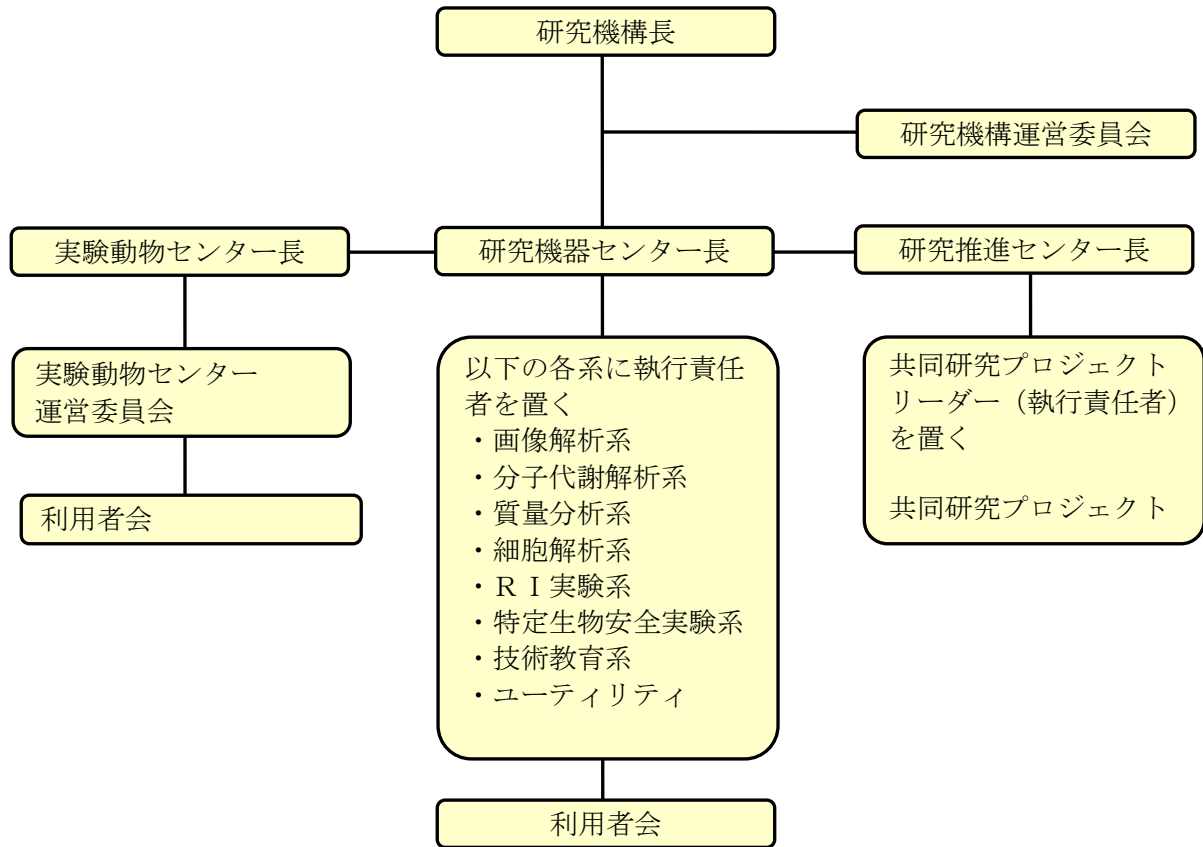 研究機構長
研究機構運営委員会
実験動物センター長
研究機器センター長
研究推進センター長
実験動物センター
運営委員会
利用者会
以下の各系に執行責任
者を置く
・画像解析系
・分子代謝解析系
・質量分析系
・細胞解析系
・ＲＩ実験系
・特定生物安全実験系
・技術教育系
・ユーティリティ
利用者会
共同研究プロジェクト
リーダー（執行責任者）
を置く
共同研究プロジェクト